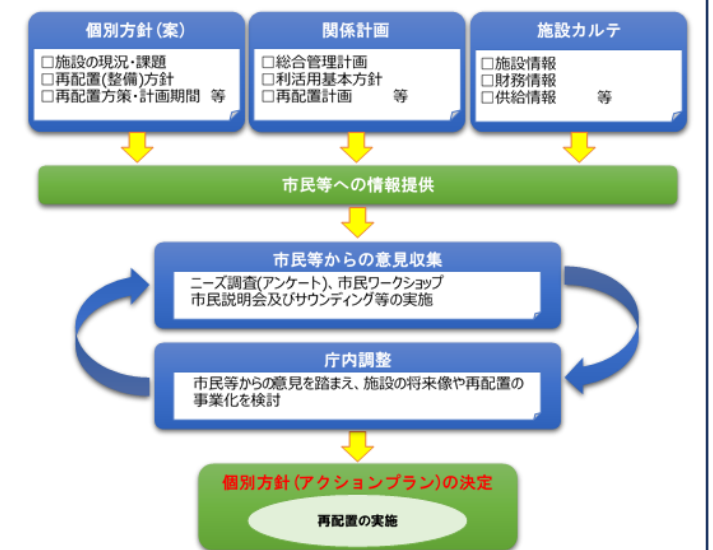 個別方針(案)
□施設の現況・課題
□再配置(整備)方針
□再配置方策・計画期間 等
関係計画
□総合管理計画
□利活用基本方針
□再配置計画 等
施設カルテ
□施設情報
□財務情報
□供給情報 等
市民等への情報提供
市民等からの意見収集
ニーズ調査(アンケート)、市民ワークショップ
市民説明会及びサウンディング等の実施
庁内調整
市民等からの意見を踏まえ、施設の将来像や再配置の
事業化を検討
個別方針(アクションプラン)の決定
再配置の実施